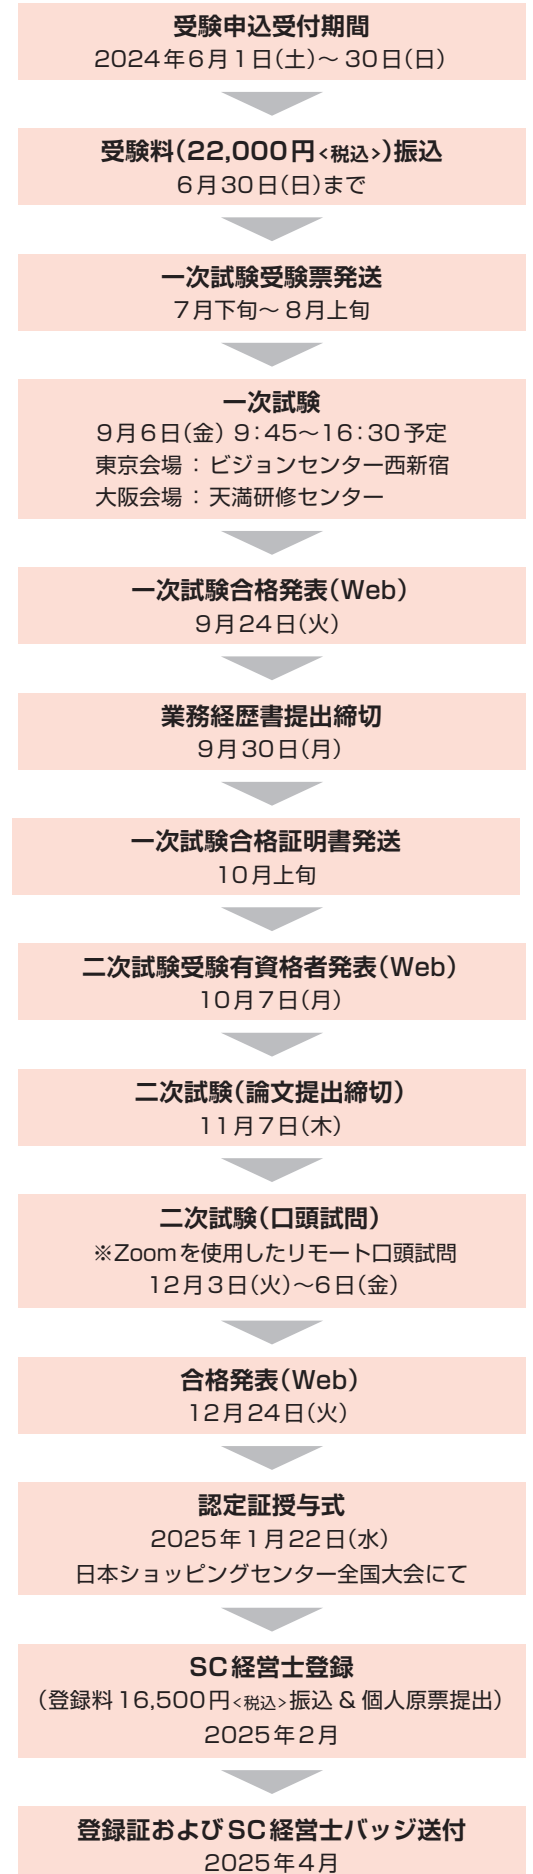 受験申込受付期間
2024年6月1日(土)～30日(日)
受験料(22,000円<税込>)振込
6月30日(日)まで
一次試験受験票発送
7月下旬～8月上旬
一次試験
9月6日(金) 9:45～16:30予定
東京会場:ビジョンセンター西新宿
大阪会場:天満研修センター
一次試験合格発表(Web)
9月24日(火)
業務経歴書提出締切
9月30日(月)
一次試験合格証明書発送
10月上旬
二次試験受験有資格者発表(Web)
10月7日(月)
二次試験(論文提出締切)
11月7日(木)
二次試験(口頭試問)
※Zoomを使用したリモート口頭試問
12月3日(火)～6日(金)
合格発表(Web)
12月24日(火)
認定証授与式
2025年1月22日(水)
日本ショッピングセンター全国大会にて
SC経営士登録
(登録料16,500円<税込>振込 & 個人原票提出)
2025年2月
登録証およびSC経営士バッジ送付
2025年4月